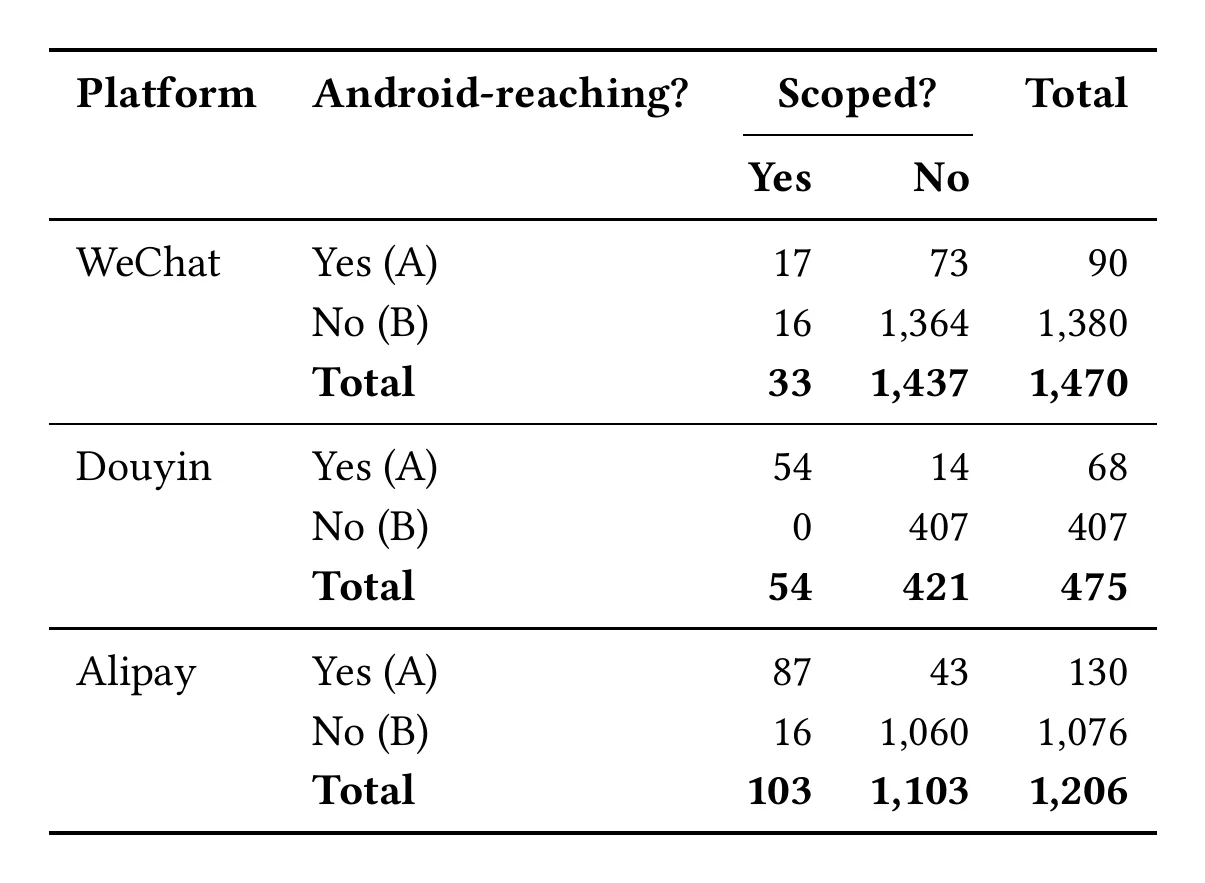 Platform Android-reaching? Scoped? Total
Yes No
WeChat Yes (A) 17 73 90
No (B) 16 1,364 1,380
Total 33 1,437 1,470
Douyin Yes (A) 54 14 68
No (B) 0 407 407
Total 54 421 475
Alipay Yes (A) 87 43 130
No (B) 16 1,060 1,076
Total 103 1,103 1,206